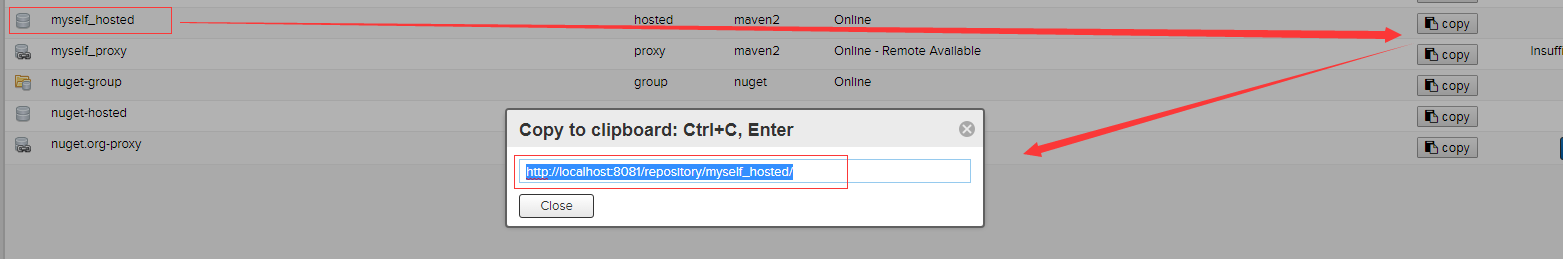 myself_hosted hosted maven2 Online copy
myself_proxy proxy maven2 Online - Remote Available copy Insuffi
nuget-group group nuget Online copy
nuget-hosted copy
nuget.org-proxy copy
Copy to clipboard: Ctrl+C, Enter
http://localhost:8081/repository/myself_hosted/
Close